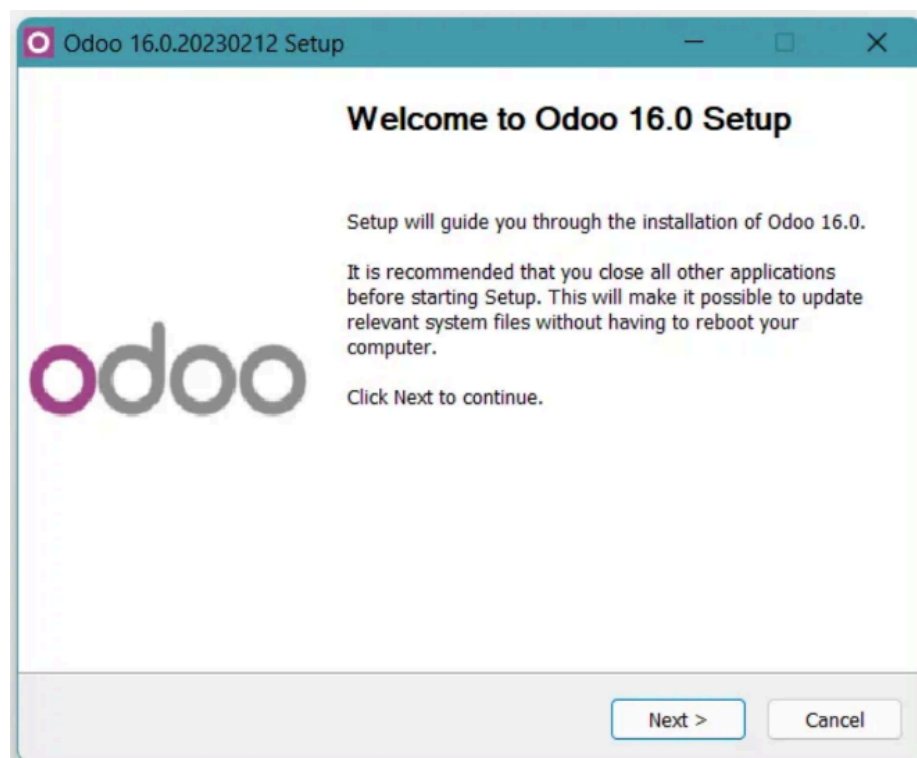 Odoo 16.0.20230212 Setup
Welcome to Odoo 16.0 Setup
Setup will guide you through the installation of Odoo 16.0.
It is recommended that you close all other applications
before starting Setup. This will make it possible to update
relevant system files without having to reboot your
computer.
Click Next to continue.
odoo
Next >
Cancel